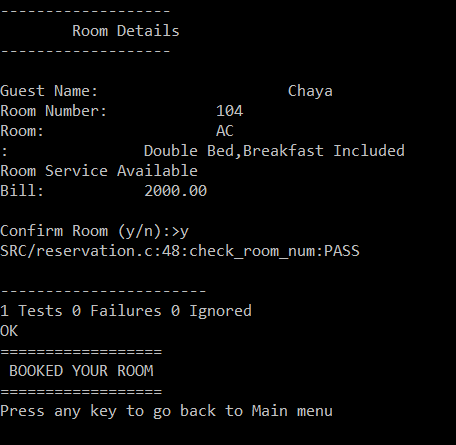 -------------------
Room Details
-------------------
Guest Name: Chaya
Room Number: 104
Room: AC
: Double Bed,Breakfast Included
Room Service Available
Bill: 2000.00
Confirm Room (y/n):>y
SRC/reservation.c:48:check_room_num:PASS
-----------------------
1 Tests 0 Failures 0 Ignored
OK
==================
BOOKED YOUR ROOM
==================
Press any key to go back to Main menu